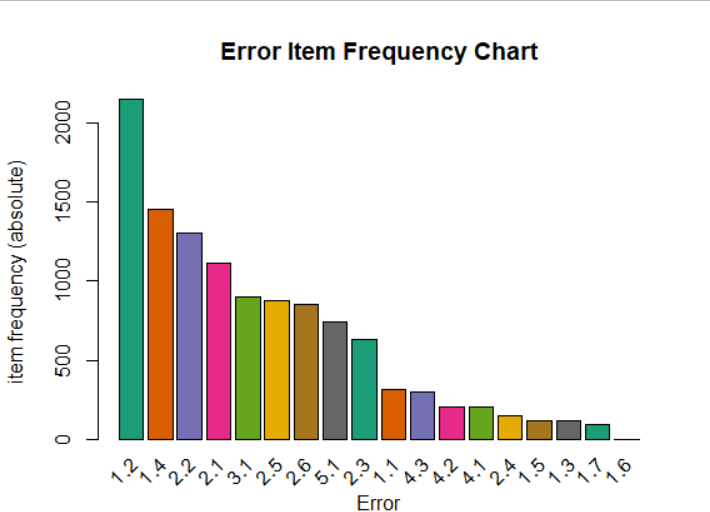 Error Item Frequency Chart
item frequency (absolute)
2000
1500
1000
500
0
1.2 1.4 2.2 2.1 3.1 2.5 2.6 5.1 2.3 1.1 4.3 4.2 4.1 2.4 1.5 1.3 1.7 1.6
Error